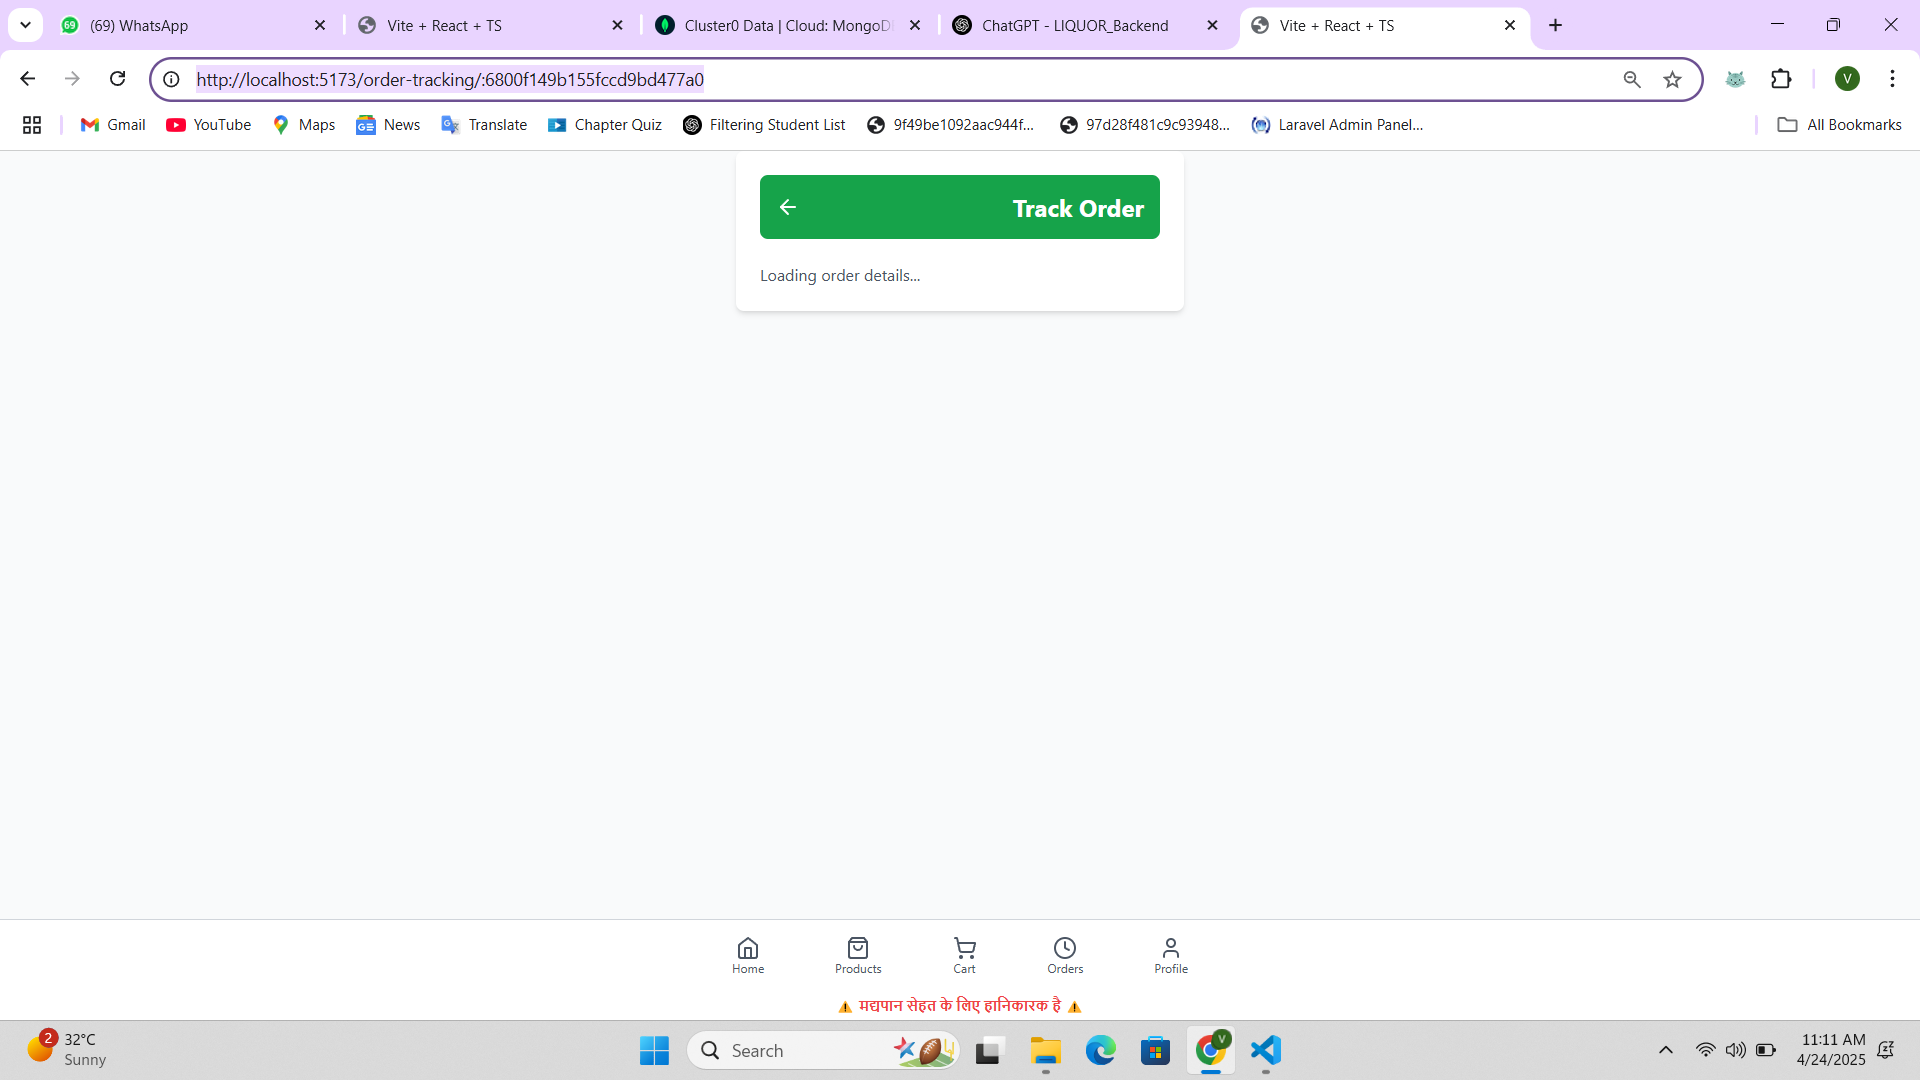 (69) WhatsApp
Vite + React + TS
Cluster0 Data | Cloud: MongoD
ChatGPT - LIQUOR_Backend
Vite + React + TS
http://localhost:5173/order-tracking/:6800f149b155fccd9bd477a0
V
Gmail
YouTube
Maps
News
Translate
Chapter Quiz
Filtering Student List
9f49be1092aac944f...
97d28f481c9c93948...
Laravel Admin Panel...
All Bookmarks
Track Order
Loading order details...
Home
Products
Cart
Orders
Profile
⚠️ मद्यपान सेहत के लिए हानिकारक है ⚠️
2
32°C
Sunny
Search
V
11:11 AM
4/24/2025